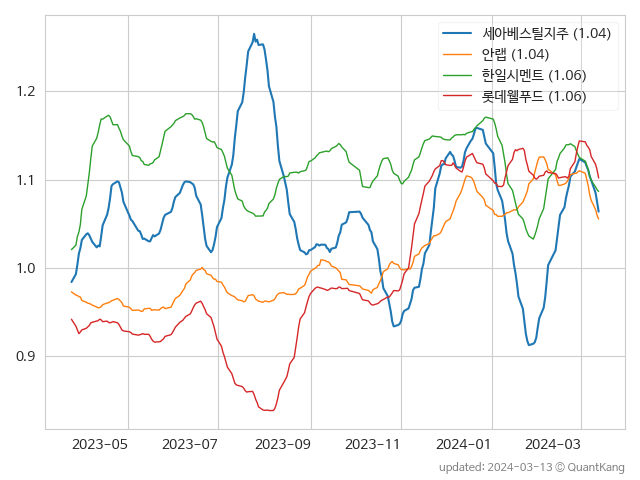 세아베스틸지주 (1.04)
안랩 (1.04)
한일시멘트 (1.06)
롯데웰푸드 (1.06)
1.2
1.1
1.0
0.9
2023-05 2023-07 2023-09 2023-11 2024-01 2024-03
updated: 2024-03-13 © QuantKang